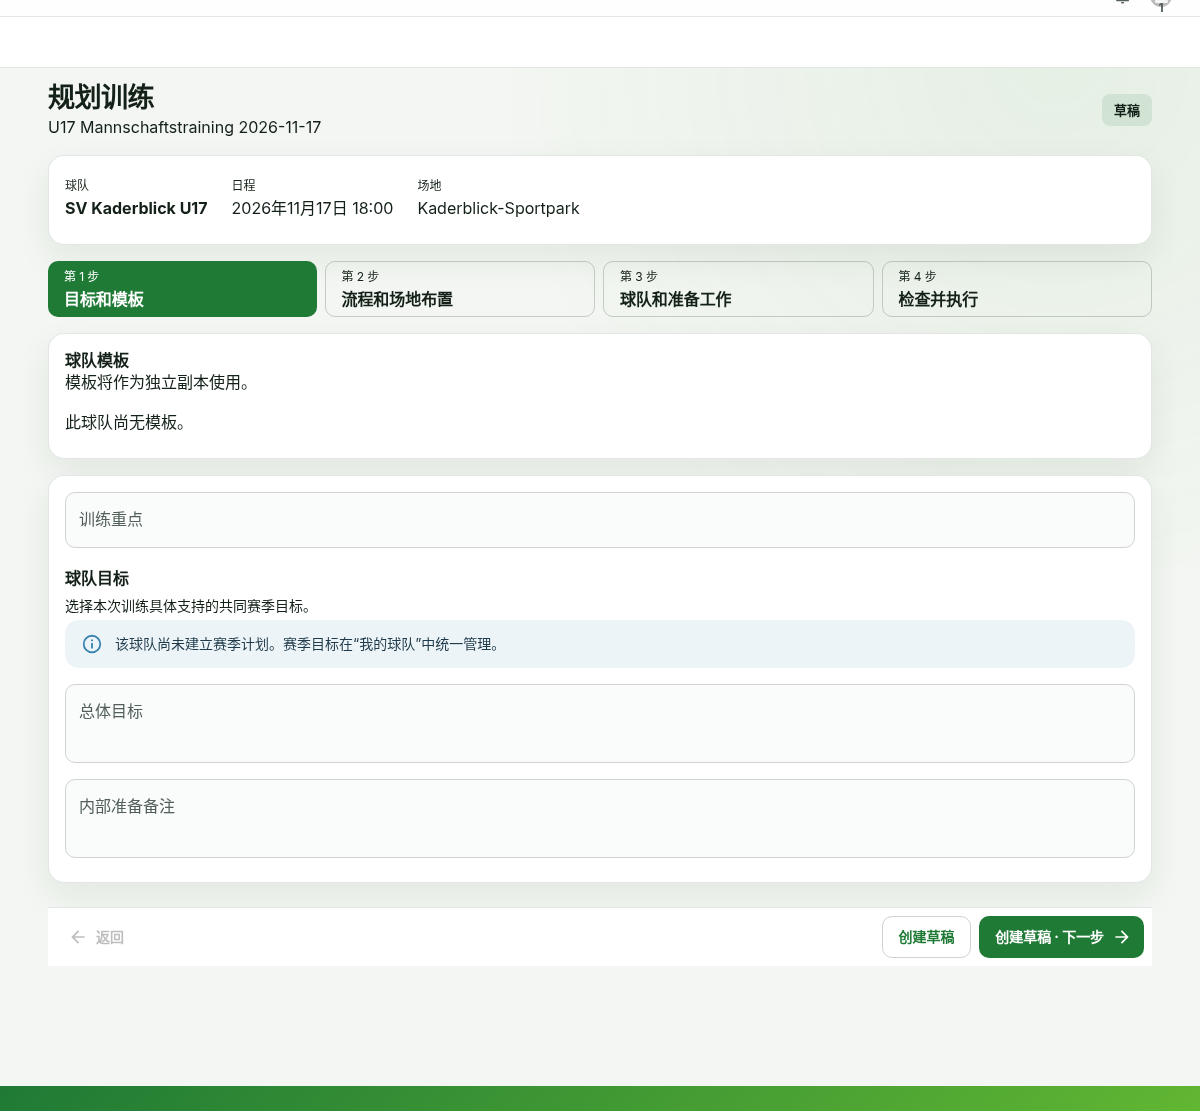 规划训练
U17 Mannschaftstraining 2026-11-17
草稿
球队
SV Kaderblick U17
日程
2026年11月17日 18:00
场地
Kaderblick-Sportpark
第 1 步
目标和模板
第 2 步
流程和场地布置
第 3 步
球队和准备工作
第 4 步
检查并执行
球队模板
模板将作为独立副本使用。
此球队尚无模板。
训练重点
球队目标
选择本次训练具体支持的共同赛季目标。
该球队尚未建立赛季计划。赛季目标在“我的球队”中统一管理。
总体目标
内部准备备注
返回
创建草稿
创建草稿 · 下一步